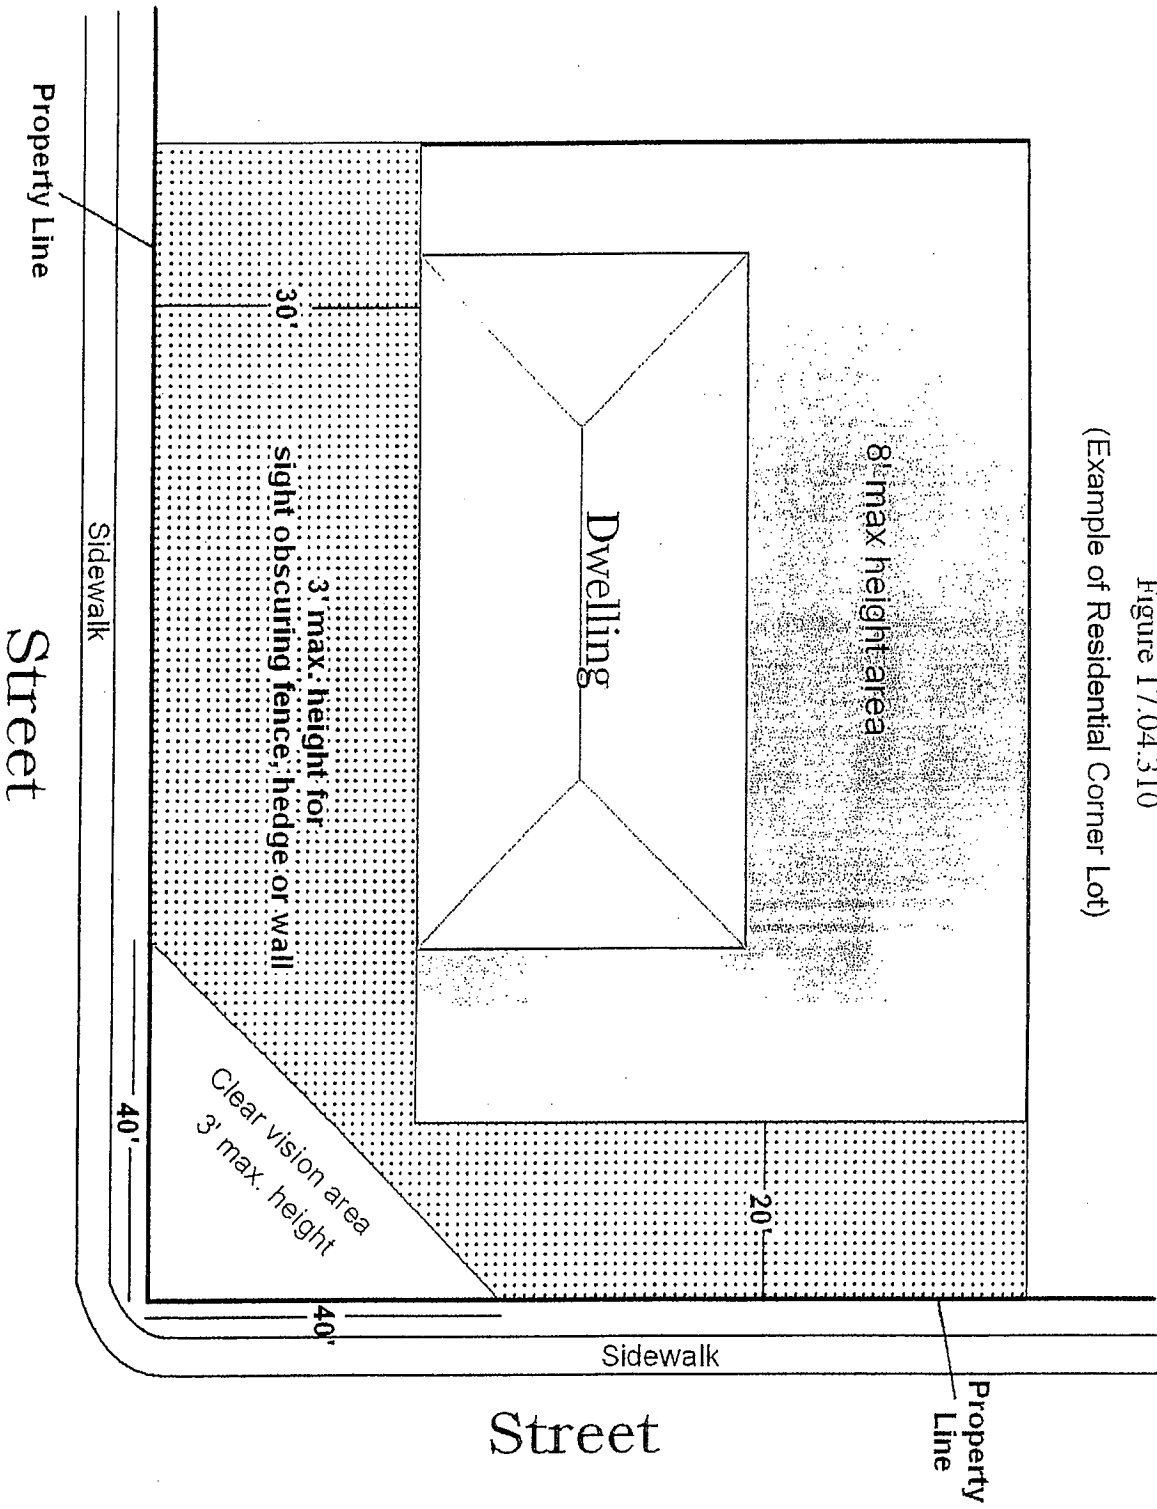 Figure 17.04.310
(Example of Residential Corner Lot)
8' max height area
Dwelling
3' max. height for
sight obscuring fence, hedge or wall
30'
20'
Clear vision area
3' max. height
40'
40'
Property Line
Sidewalk
Street
Sidewalk
Street
Property
Line